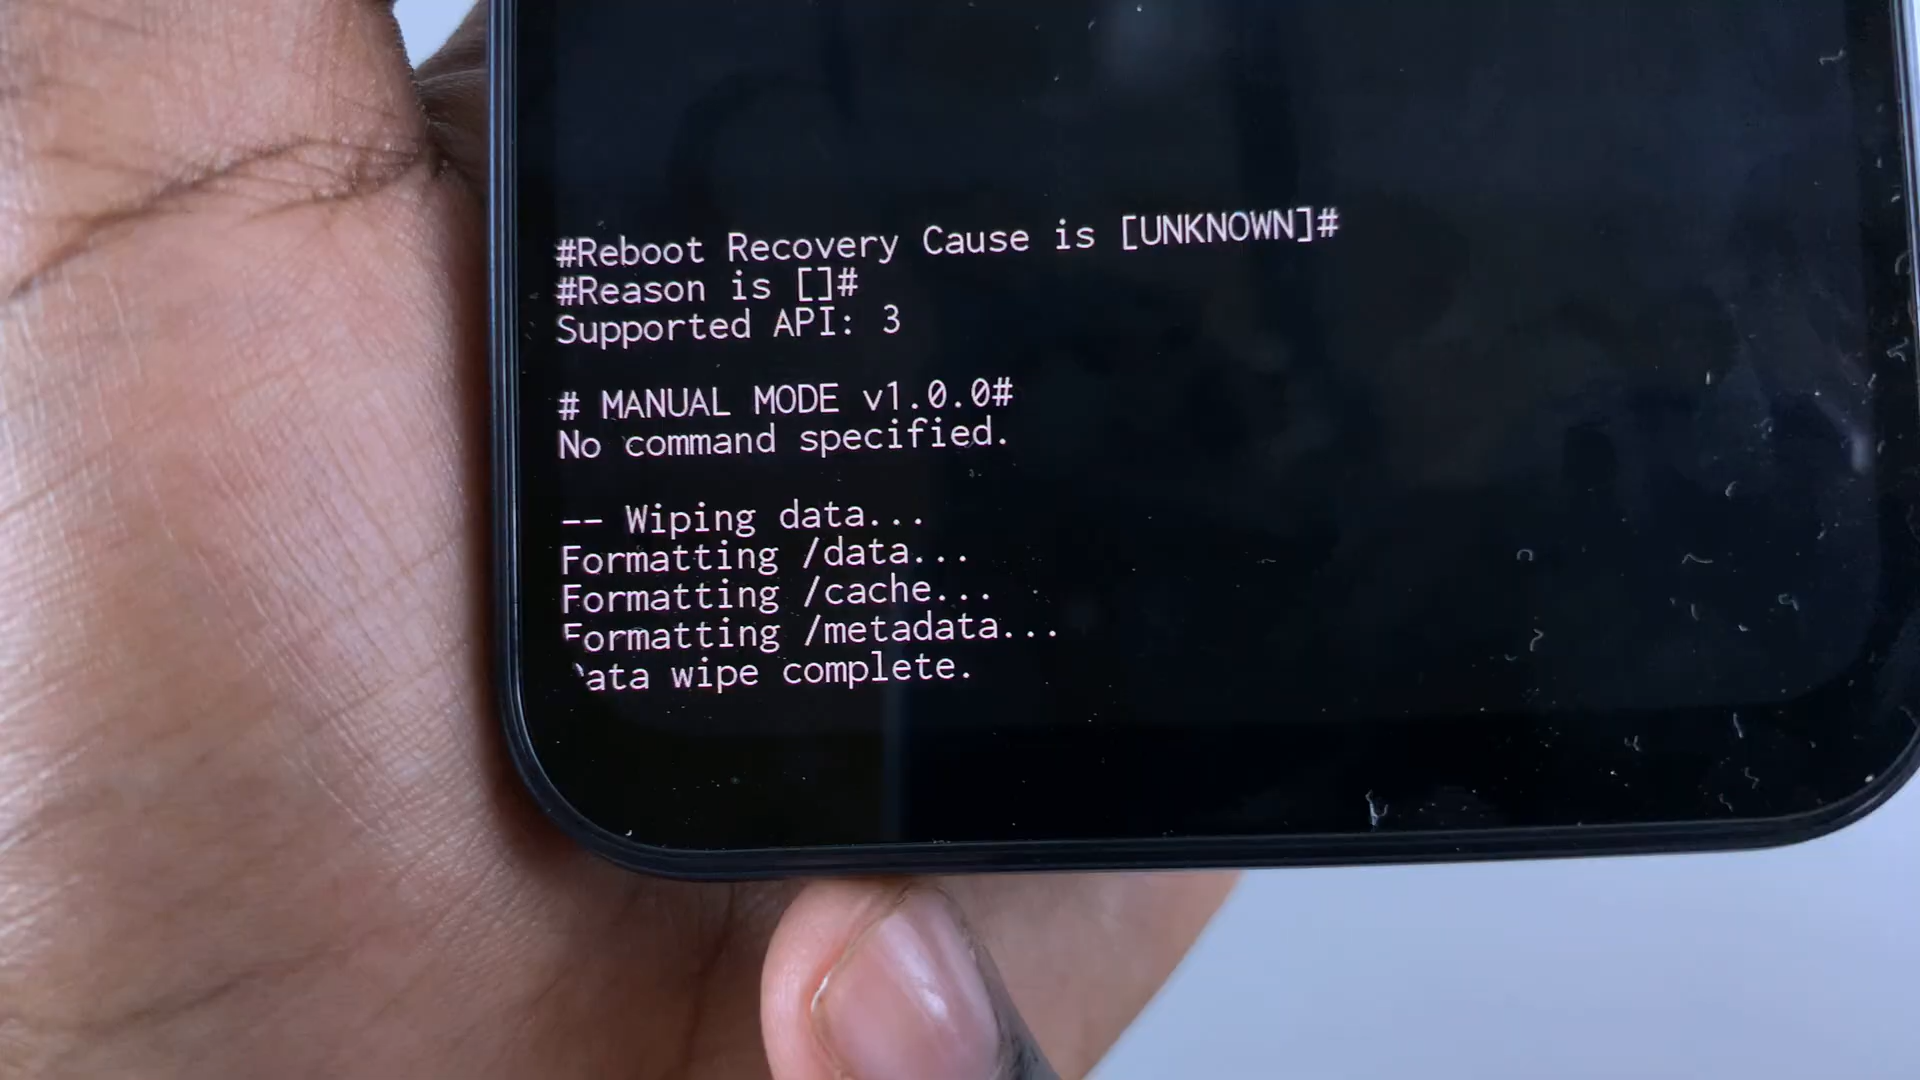 #Reboot Recovery Cause is [UNKNOWN]#
#Reason is []#
Supported API: 3
# MANUAL MODE v1.0.0#
No command specified.
-- Wiping data...
Formatting /data...
Formatting /cache...
Formatting /metadata...
Data wipe complete.